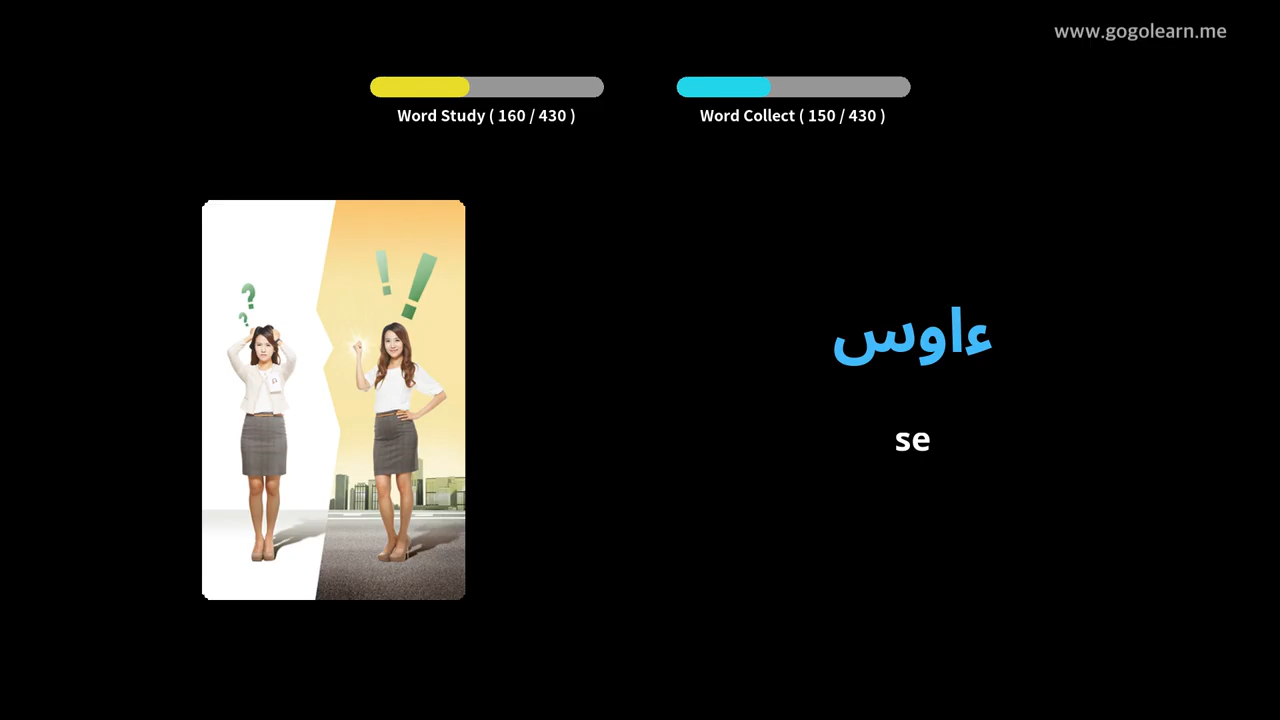 www.gogolearn.me
Word Study ( 160 / 430 )
Word Collect ( 150 / 430 )
? ?
! !
ءاوس
se